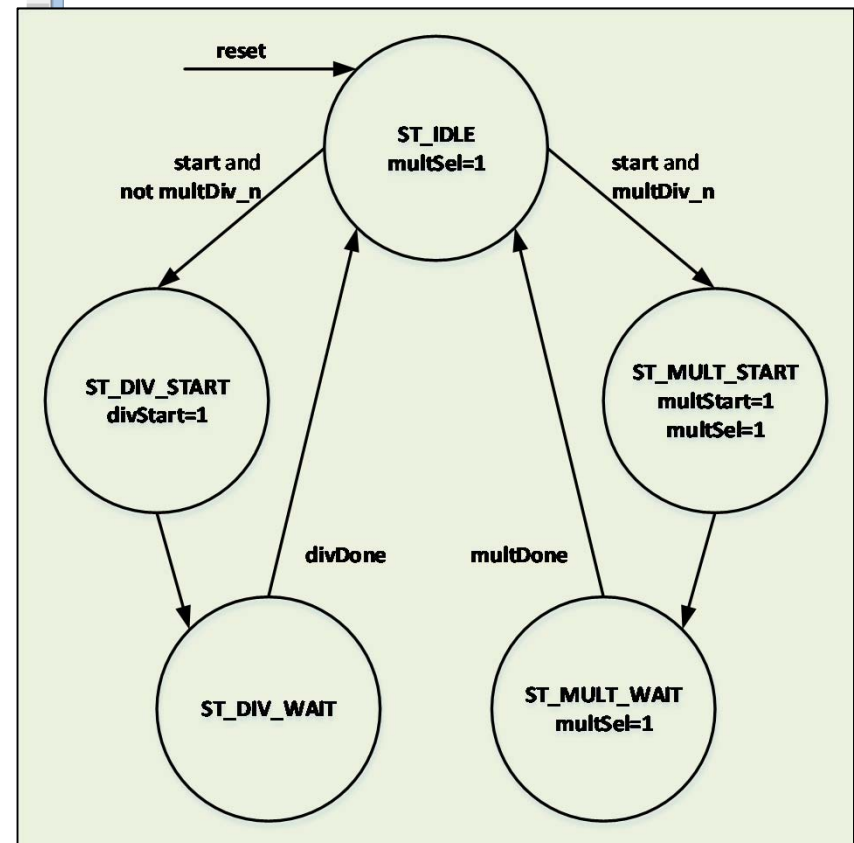 reset
ST_IDLE
multSel=1
start and
not multDiv_n
start and
multDiv_n
ST_DIV_START
divStart=1
ST_MULT_START
multStart=1
multSel=1
divDone
multDone
ST_DIV_WAIT
ST_MULT_WAIT
multSel=1